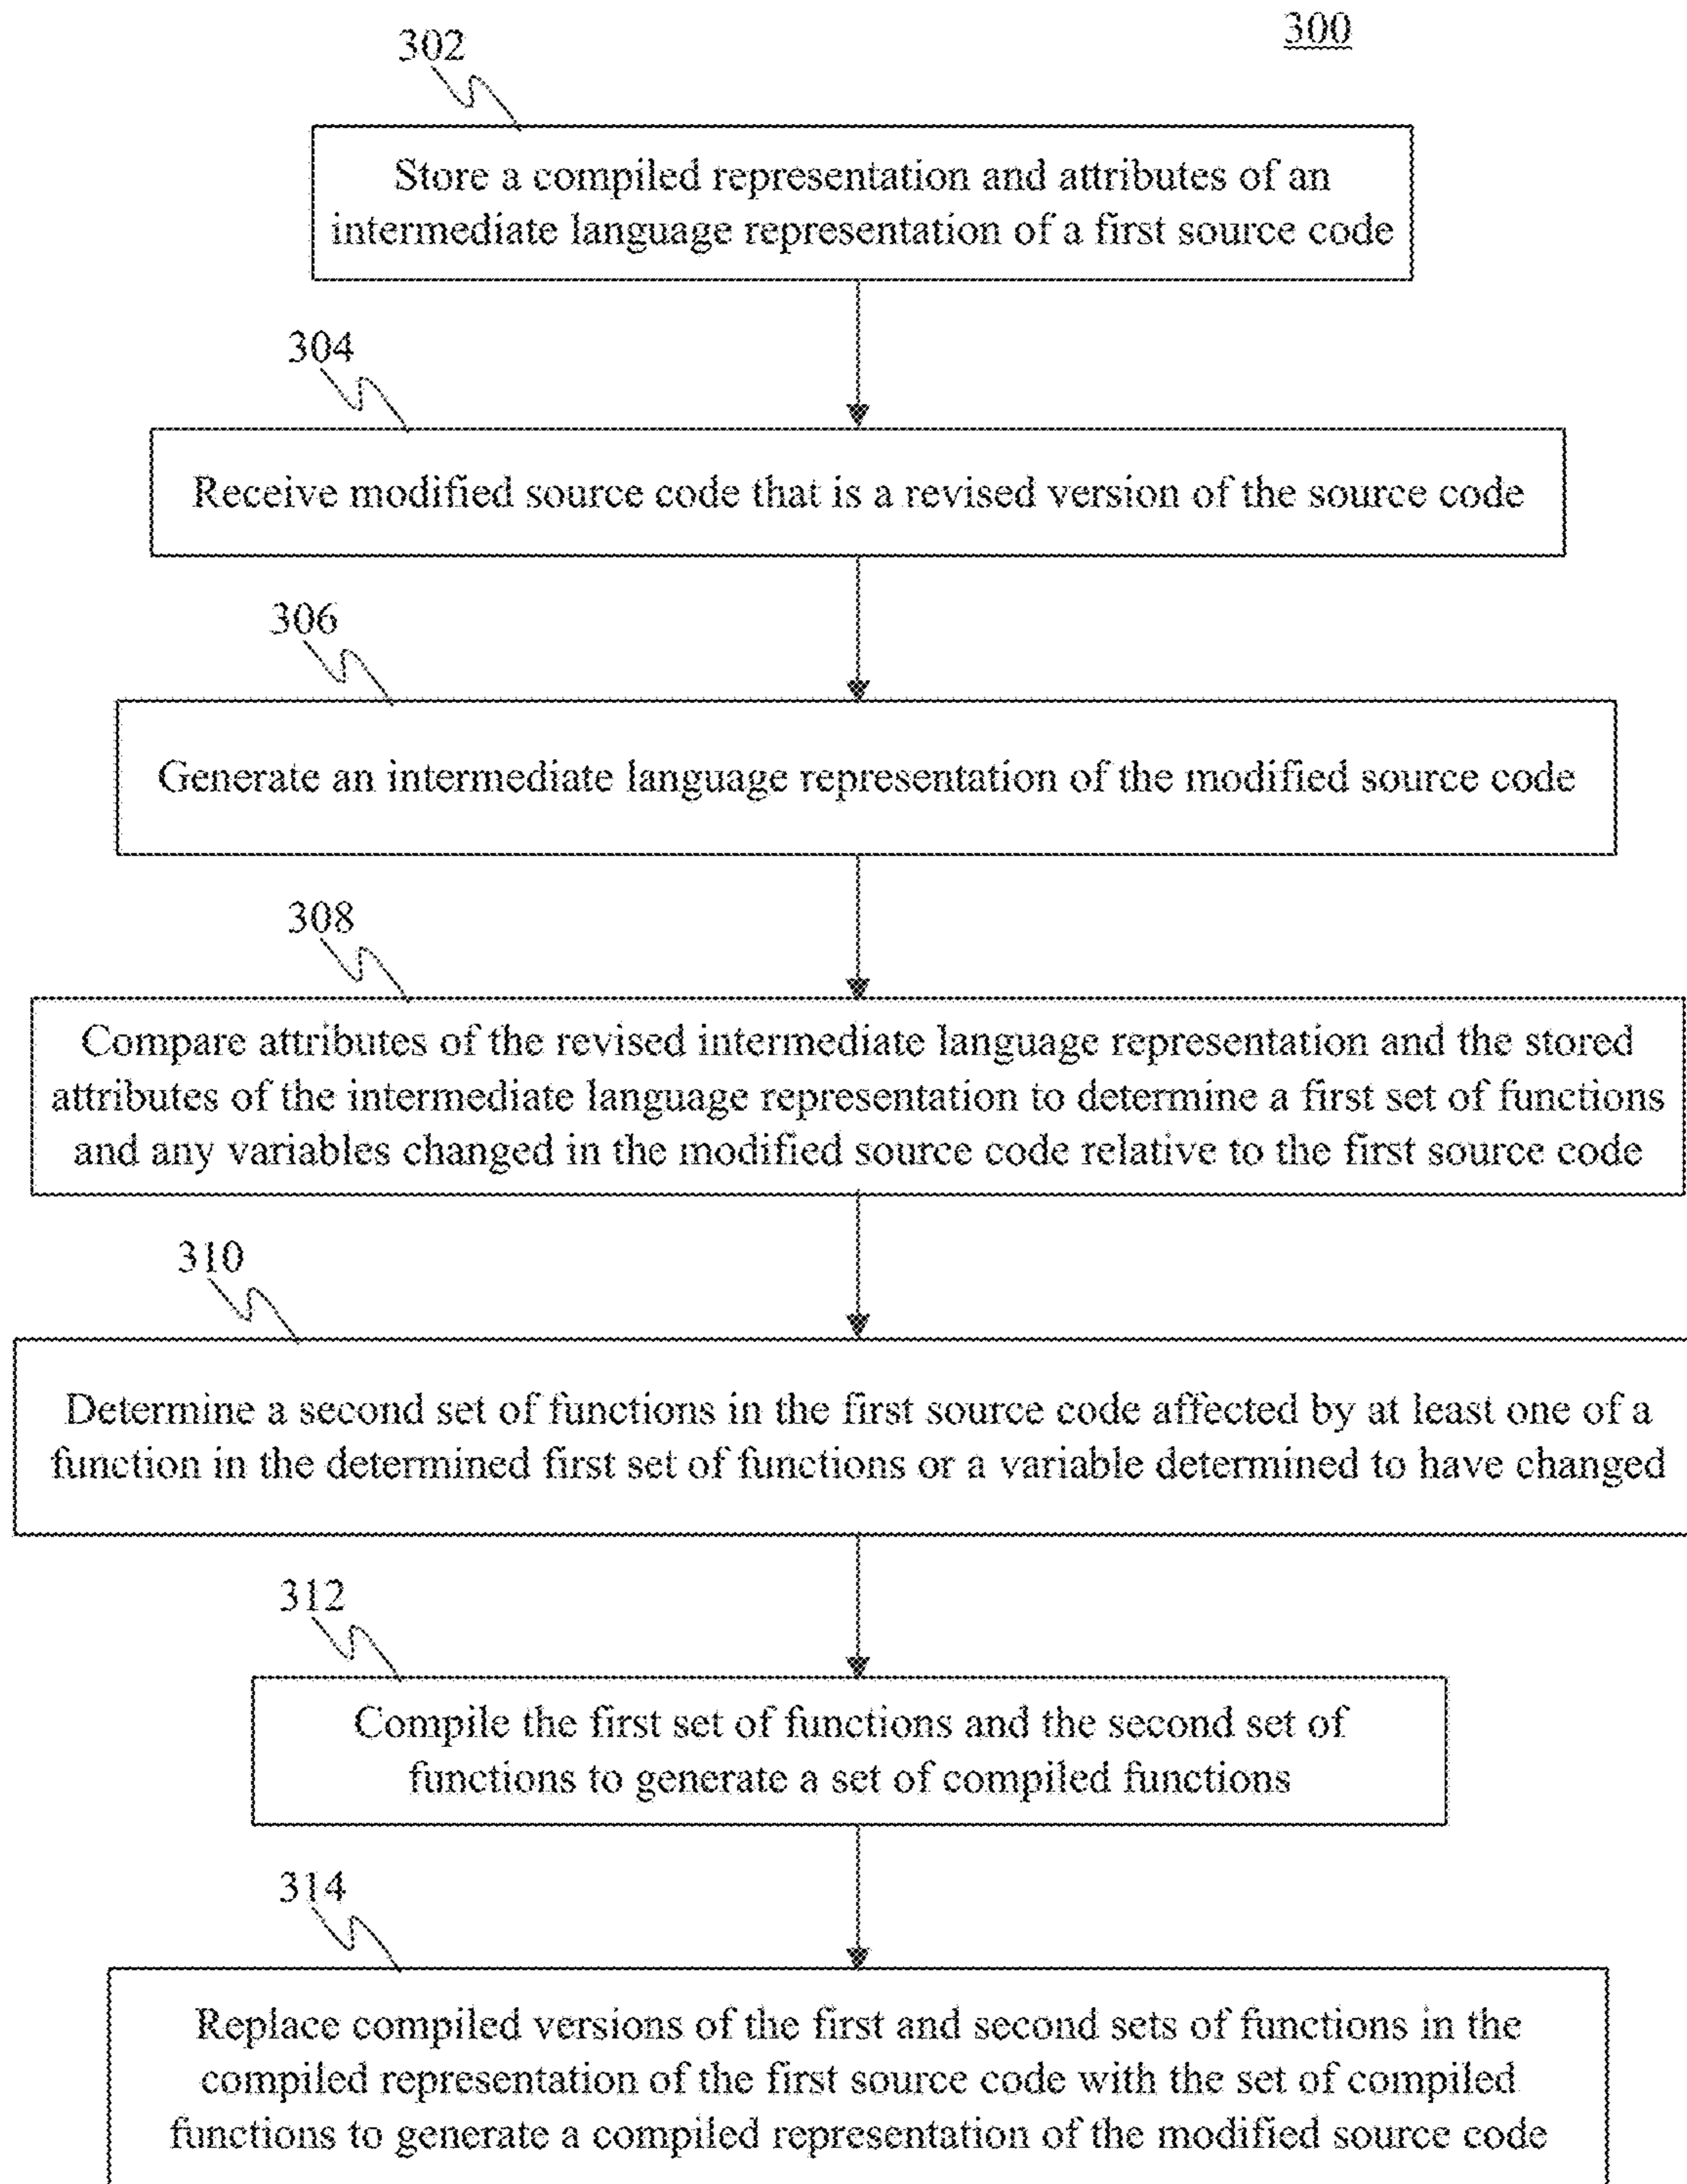 300
302
Store a compiled representation and attributes of an
intermediate language representation of a first source code
304
Receive modified source code that is a revised version of the source code
306
Generate an intermediate language representation of the modified source code
308
Compare attributes of the revised intermediate language representation and the stored
attributes of the intermediate language representation to determine a first set of functions
and any variables changed in the modified source code relative to the first source code
310
Determine a second set of functions in the first source code affected by at least one of a
function in the determined first set of functions or a variable determined to have changed
312
Compile the first set of functions and the second set of
functions to generate a set of compiled functions
314
Replace compiled versions of the first and second sets of functions in the
compiled representation of the first source code with the set of compiled
functions to generate a compiled representation of the modified source code